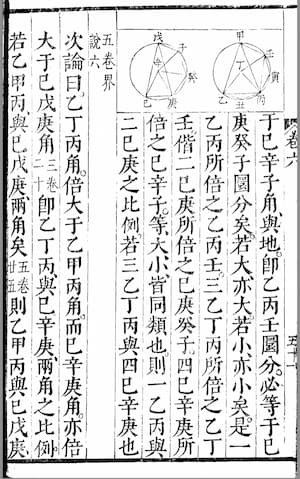 卷六
五十一
甲
壬
寅
丁
乙
丑
丙
戊
子
癸
辛
巳
庚
于巳辛子角與地即乙丙壬圜分必等于巳
庚癸子圜分矣若大亦大若小亦小矣是一
乙丙所倍之乙丙壬三乙丁丙所倍之乙丁
壬偕二巳庚所倍之巳庚癸子四巳辛庚所
倍之巳辛子等大小皆同類也則一乙丙與
二巳庚之比例若三乙丁丙與四巳辛庚也
五卷界
說六
次論曰乙丁丙角倍大于乙甲丙角而巳辛庚角亦倍
大于巳戊庚角三卷二十即乙丁丙與巳辛庚兩角之比例
若乙甲丙與巳戊庚兩角矣五卷則乙甲丙與巳戊庚